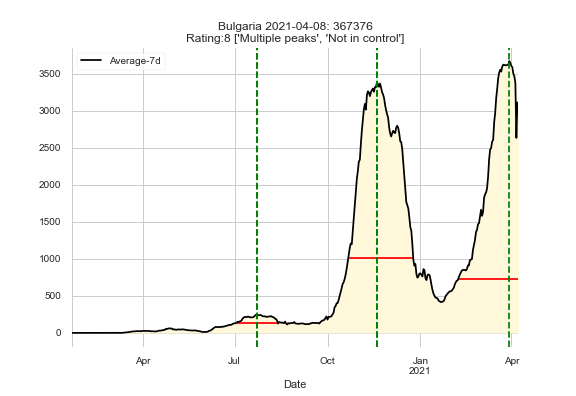 Bulgaria 2021-04-08: 367376
Rating:8 ['Multiple peaks', 'Not in control']
Average-7d
3500
3000
2500
2000
1500
1000
500
0
Apr Jul Oct Jan Apr
2021
Date